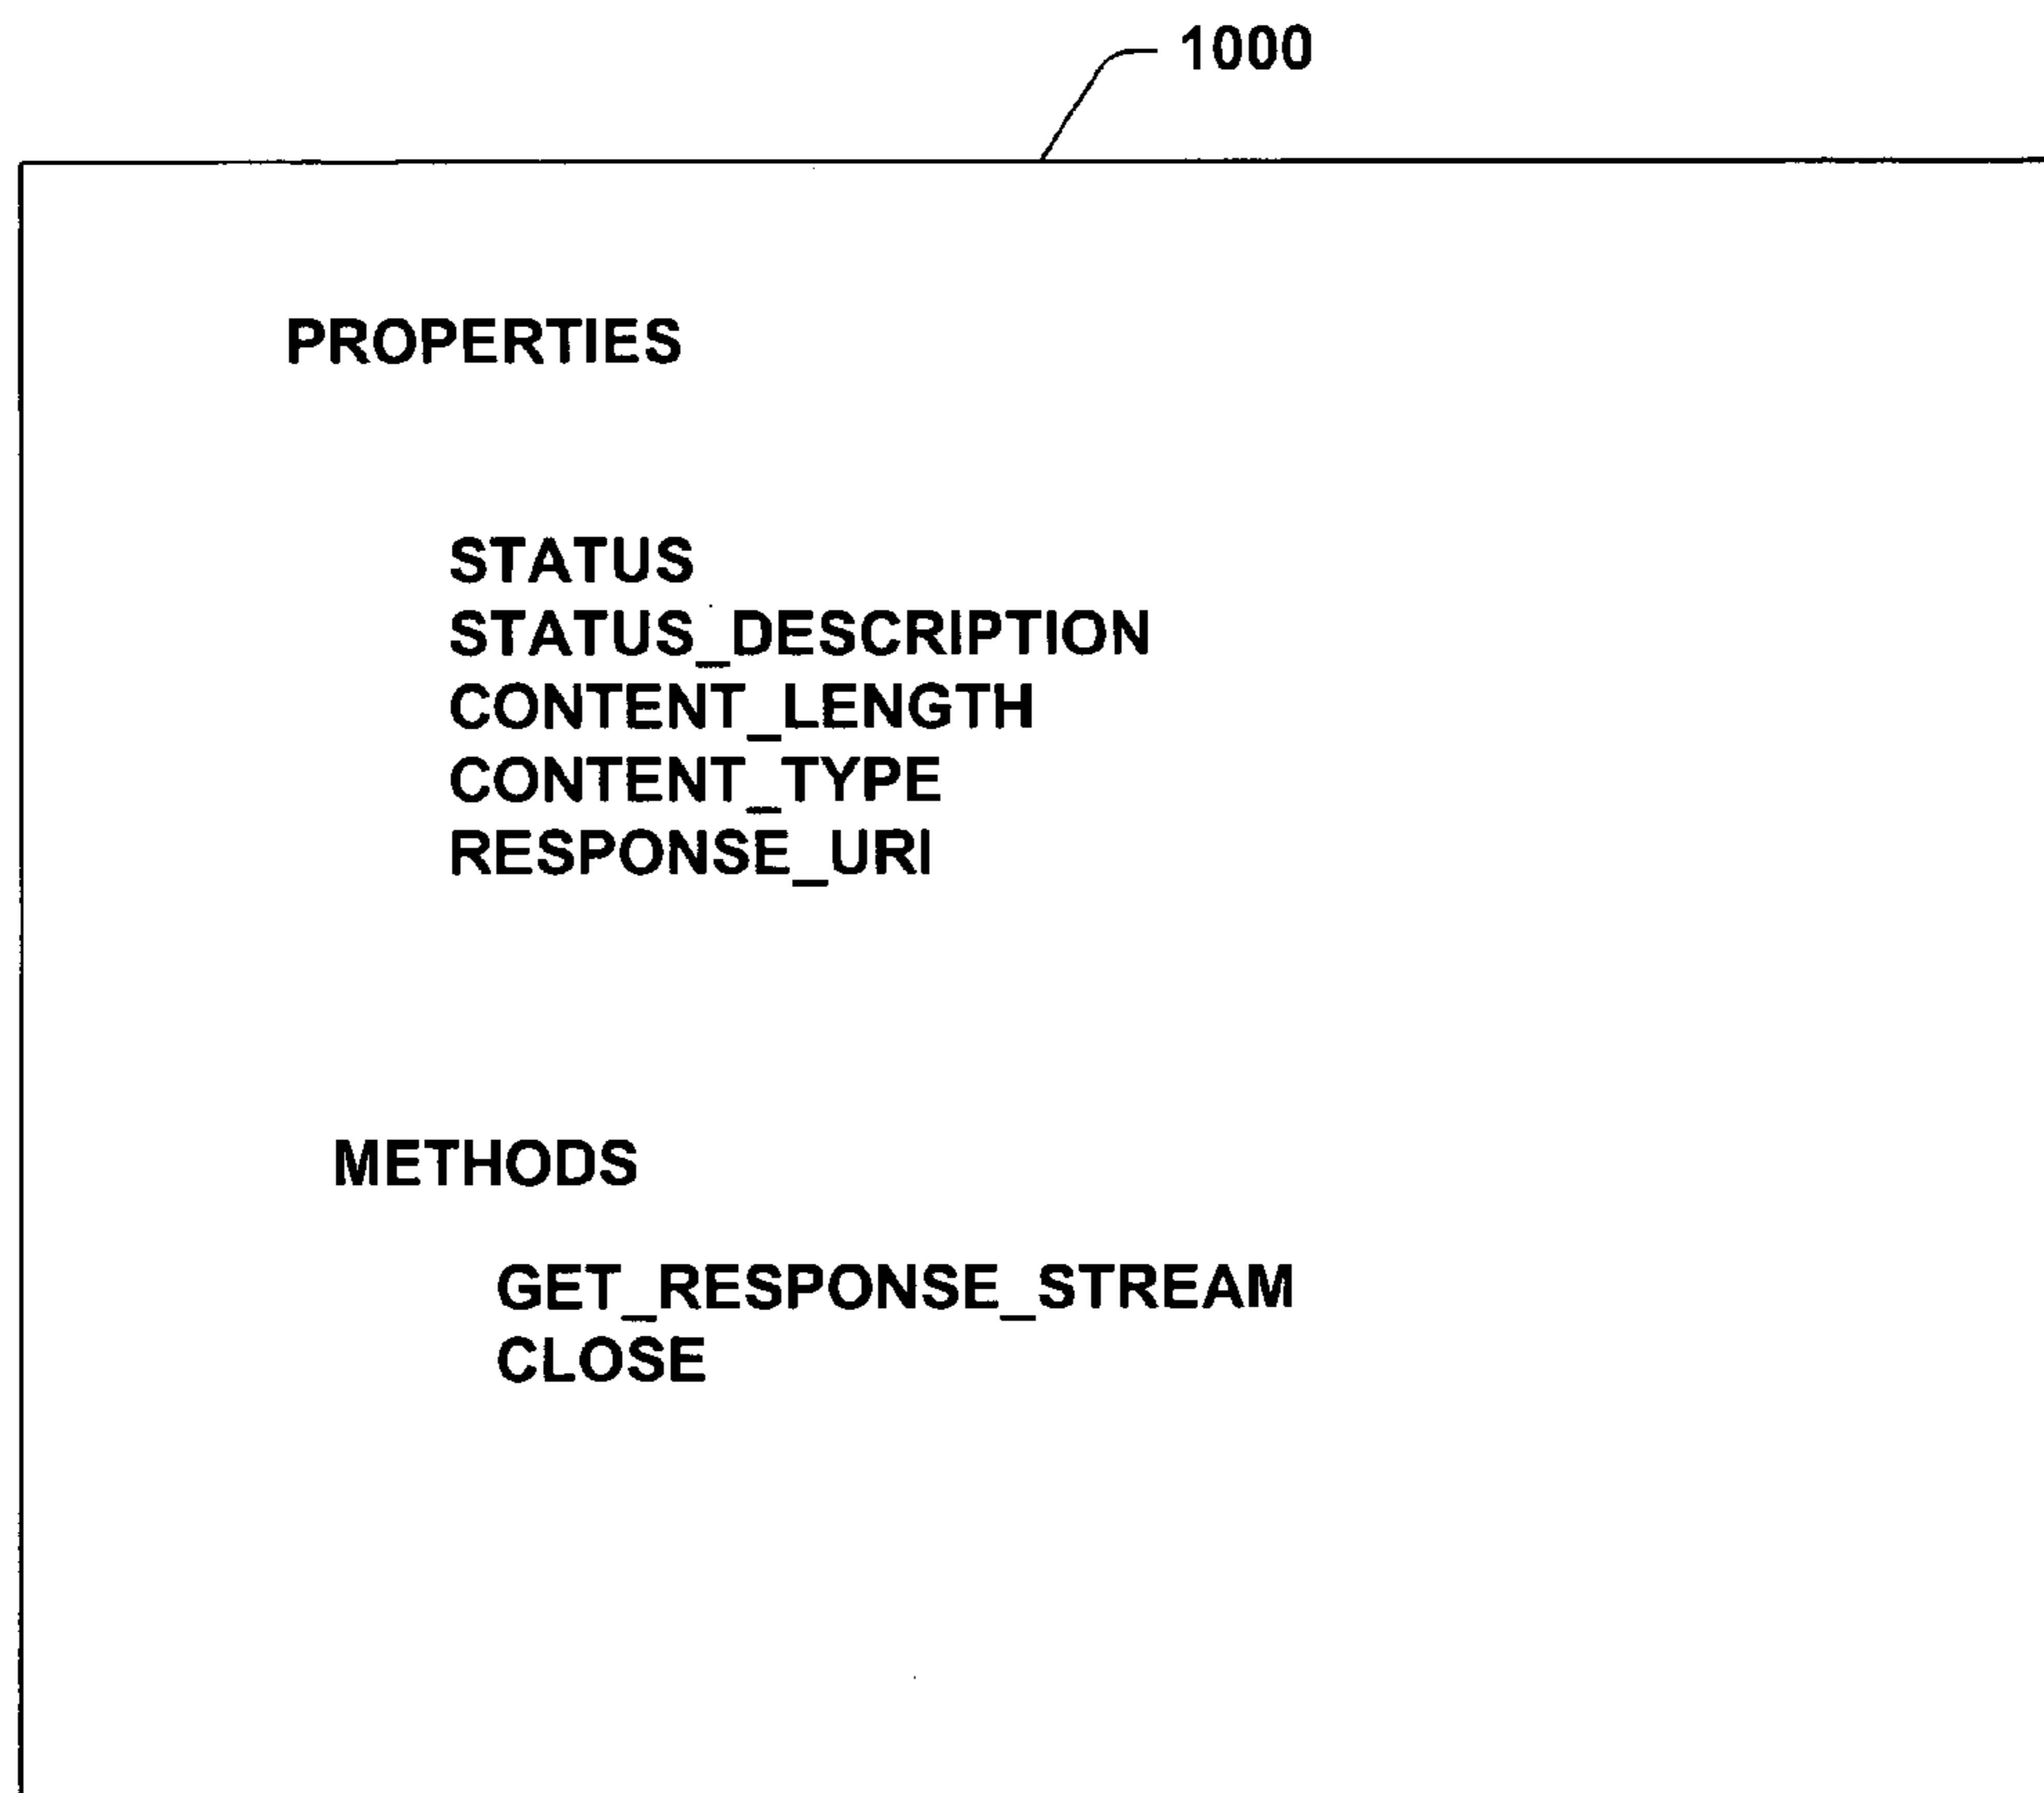 1000
PROPERTIES
STATUS
STATUS_DESCRIPTION
CONTENT_LENGTH
CONTENT_TYPE
RESPONSE_URI
METHODS
GET_RESPONSE_STREAM
CLOSE